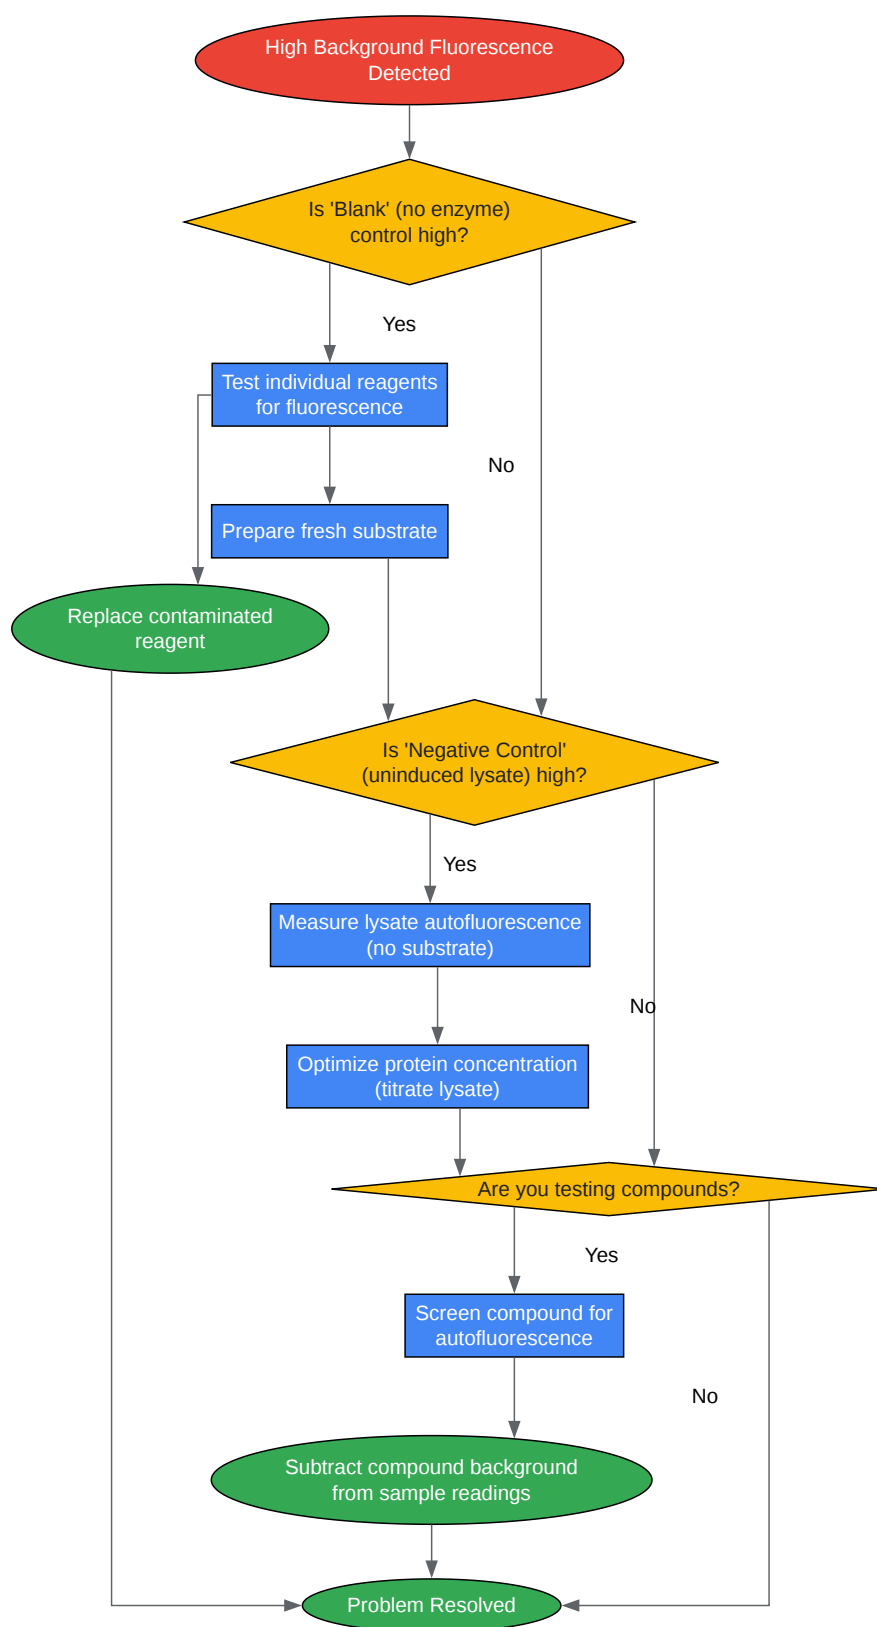 High Background Fluorescence
Detected
Is 'Blank' (no enzyme)
control high?
Yes
Test individual reagents
for fluorescence
No
Prepare fresh substrate
Replace contaminated
reagent
Is 'Negative Control'
(uninduced lysate) high?
Yes
Measure lysate autofluorescence
(no substrate)
No
Optimize protein concentration
(titrate lysate)
Are you testing compounds?
Yes
Screen compound for
autofluorescence
No
Subtract compound background
from sample readings
Problem Resolved